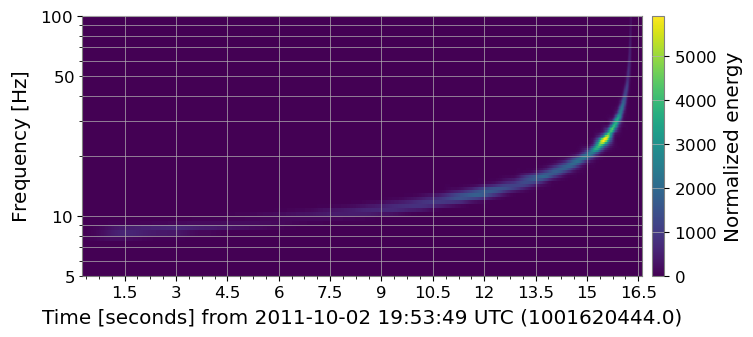 100
50
10
5
Frequency [Hz]
1.5 3 4.5 6 7.5 9 10.5 12 13.5 15 16.5
Time [seconds] from 2011-10-02 19:53:49 UTC (1001620444.0)
5000
4000
3000
2000
1000
0
Normalized energy